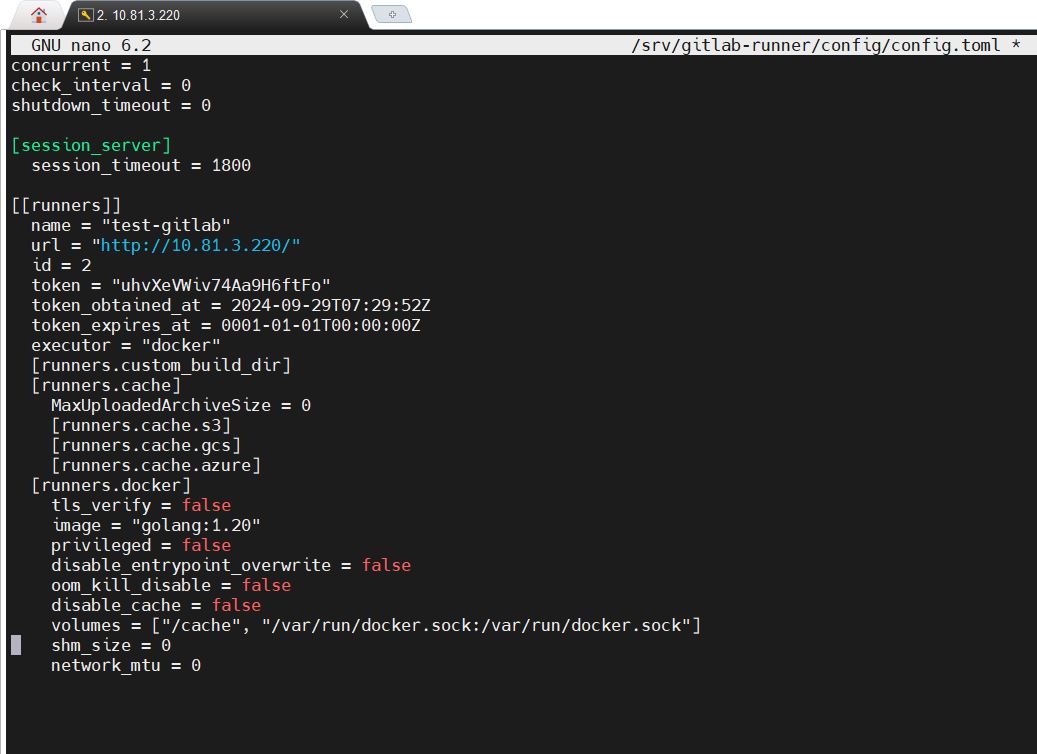 2. 10.81.3.220
GNU nano 6.2 /srv/gitlab-runner/config/config.toml *
concurrent = 1
check_interval = 0
shutdown_timeout = 0
[session_server]
session_timeout = 1800
[[runners]]
name = "test-gitlab"
url = "http://10.81.3.220/"
id = 2
token = "uhvXeVWiv74Aa9H6ftFo"
token_obtained_at = 2024-09-29T07:29:52Z
token_expires_at = 0001-01-01T00:00:00Z
executor = "docker"
[runners.custom_build_dir]
[runners.cache]
MaxUploadedArchiveSize = 0
[runners.cache.s3]
[runners.cache.gcs]
[runners.cache.azure]
[runners.docker]
tls_verify = false
image = "golang:1.20"
privileged = false
disable_entrypoint_overwrite = false
oom_kill_disable = false
disable_cache = false
volumes = ["/cache", "/var/run/docker.sock:/var/run/docker.sock"]
shm_size = 0
network_mtu = 0